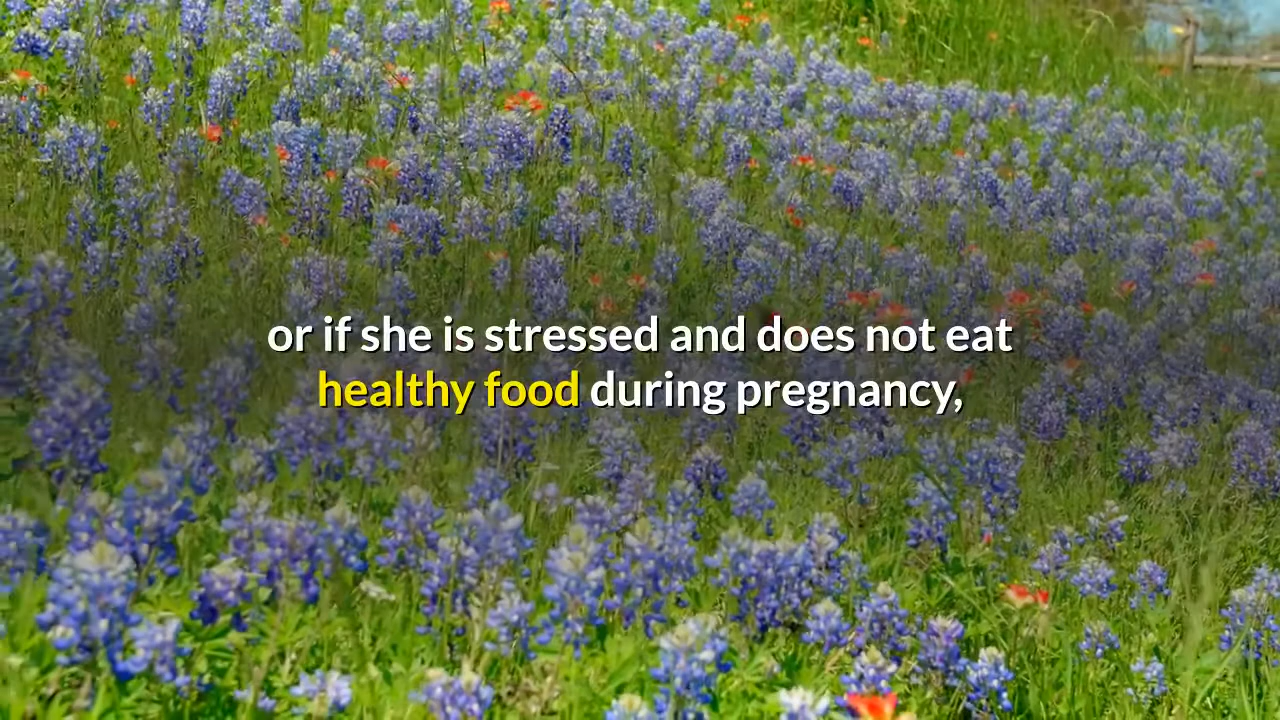 or if she is stressed and does not eat
healthy food during pregnancy,